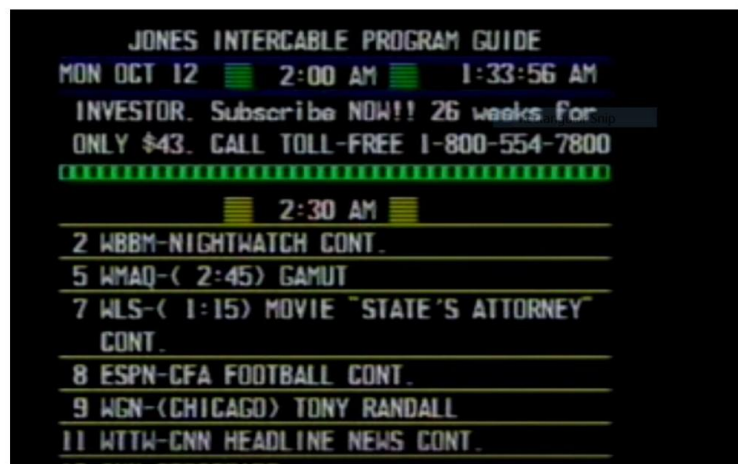 JONES INTERCABLE PROGRAM GUIDE
MON OCT 12 2:00 AM 1:33:56 AM
INVESTOR. Subscribe NOW!! 26 weeks for
Snip
ONLY $43. CALL TOLL-FREE 1-800-554-7800
2:30 AM
2 WBBM-NIGHTWATCH CONT.
5 WMAQ-( 2:45) GAMUT
7 WLS-( 1:15) MOVIE "STATE'S ATTORNEY"
CONT.
8 ESPN-CFA FOOTBALL CONT.
9 WGN-(CHICAGO) TONY RANDALL
11 WTTW-CNN HEADLINE NEWS CONT.